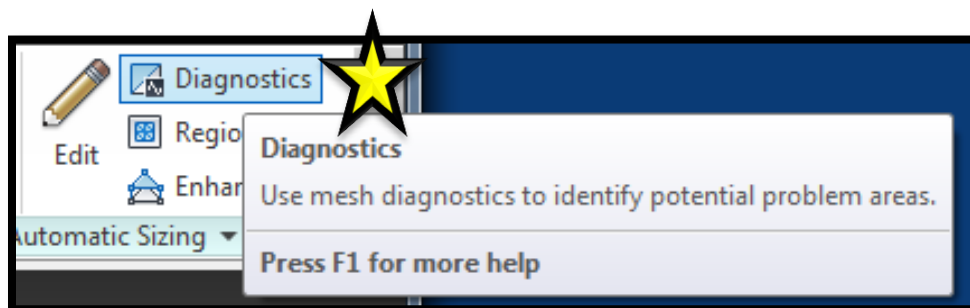 Diagnostics
Regio
Edit
Enhar
Automatic Sizing
Diagnostics
Use mesh diagnostics to identify potential problem areas.
Press F1 for more help